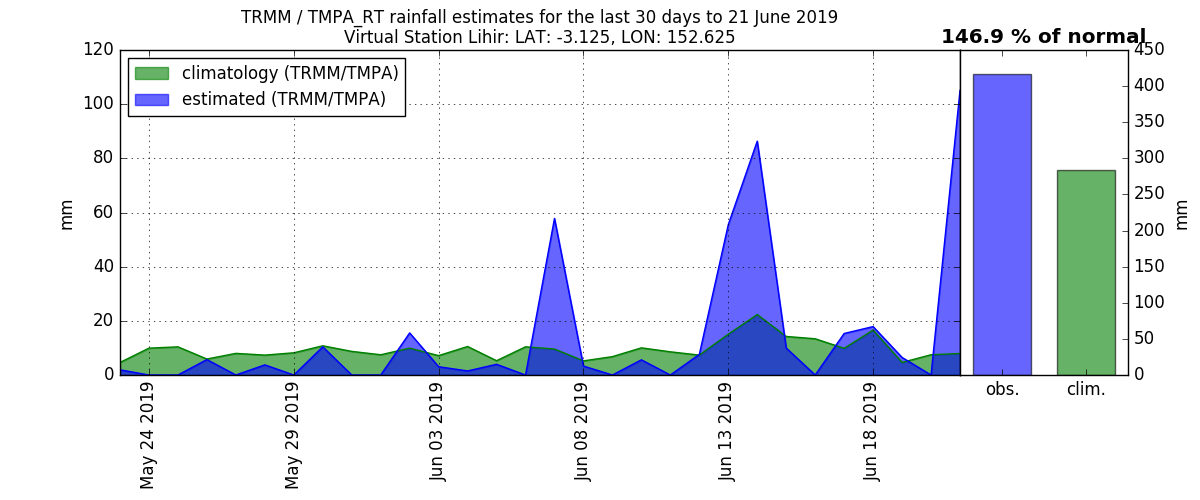 TRMM / TMPA_RT rainfall estimates for the last 30 days to 21 June 2019
Virtual Station Lihir: LAT: -3.125, LON: 152.625
146.9 % of normal
climatology (TRMM/TMPA)
estimated (TRMM/TMPA)
120
100
80
60
40
20
0
mm
May 24 2019
May 29 2019
Jun 03 2019
Jun 08 2019
Jun 13 2019
Jun 18 2019
obs.
clim.
450
400
350
300
250
200
150
100
50
0
mm